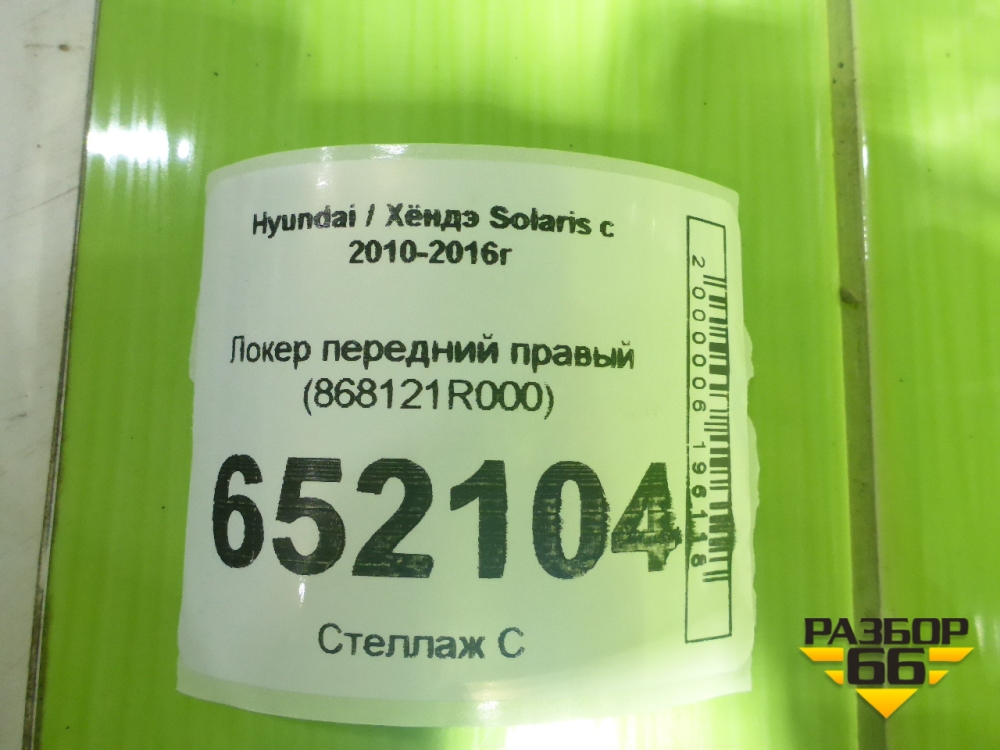 Hyundai / Хёндэ Solaris с
2010-2016г
Локер передний правый
(868121R000)
652104
Стеллаж С
2000006196118
РАЗБОР
66